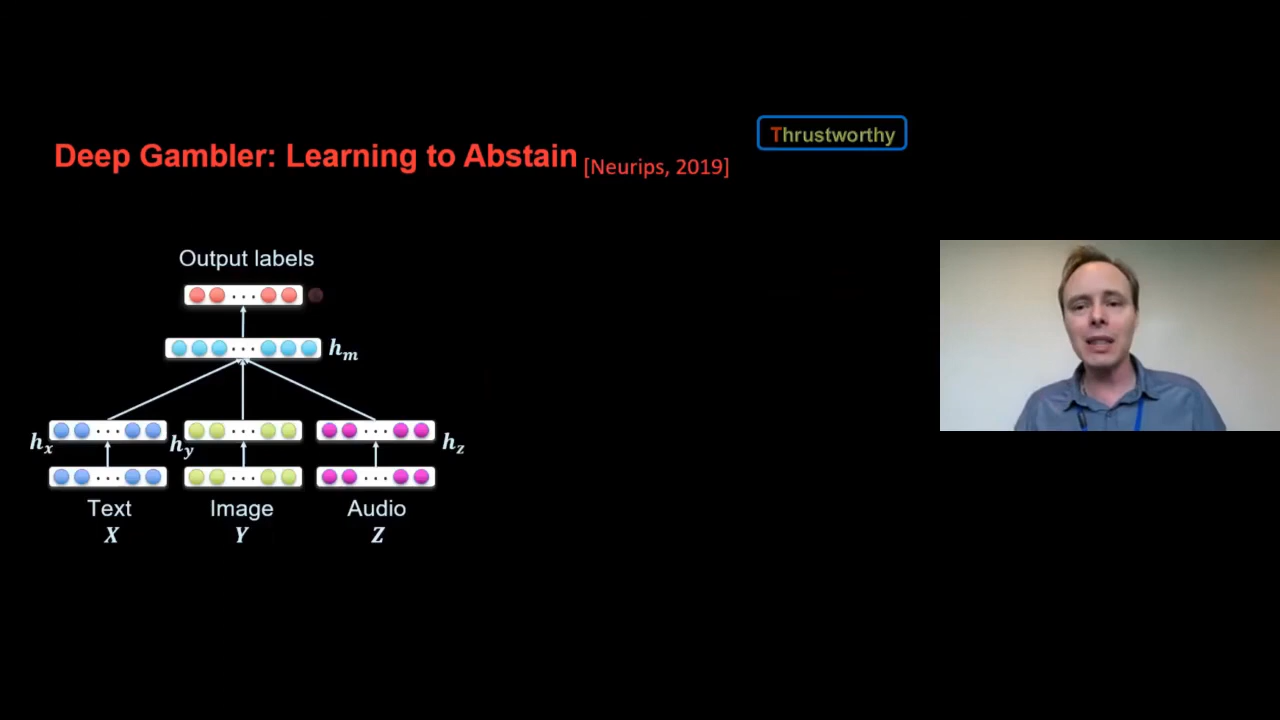 Thrustworthy
Deep Gambler: Learning to Abstain [Neurips, 2019]
Output labels
h_m
h_x h_y h_z
Text Image Audio
X Y Z